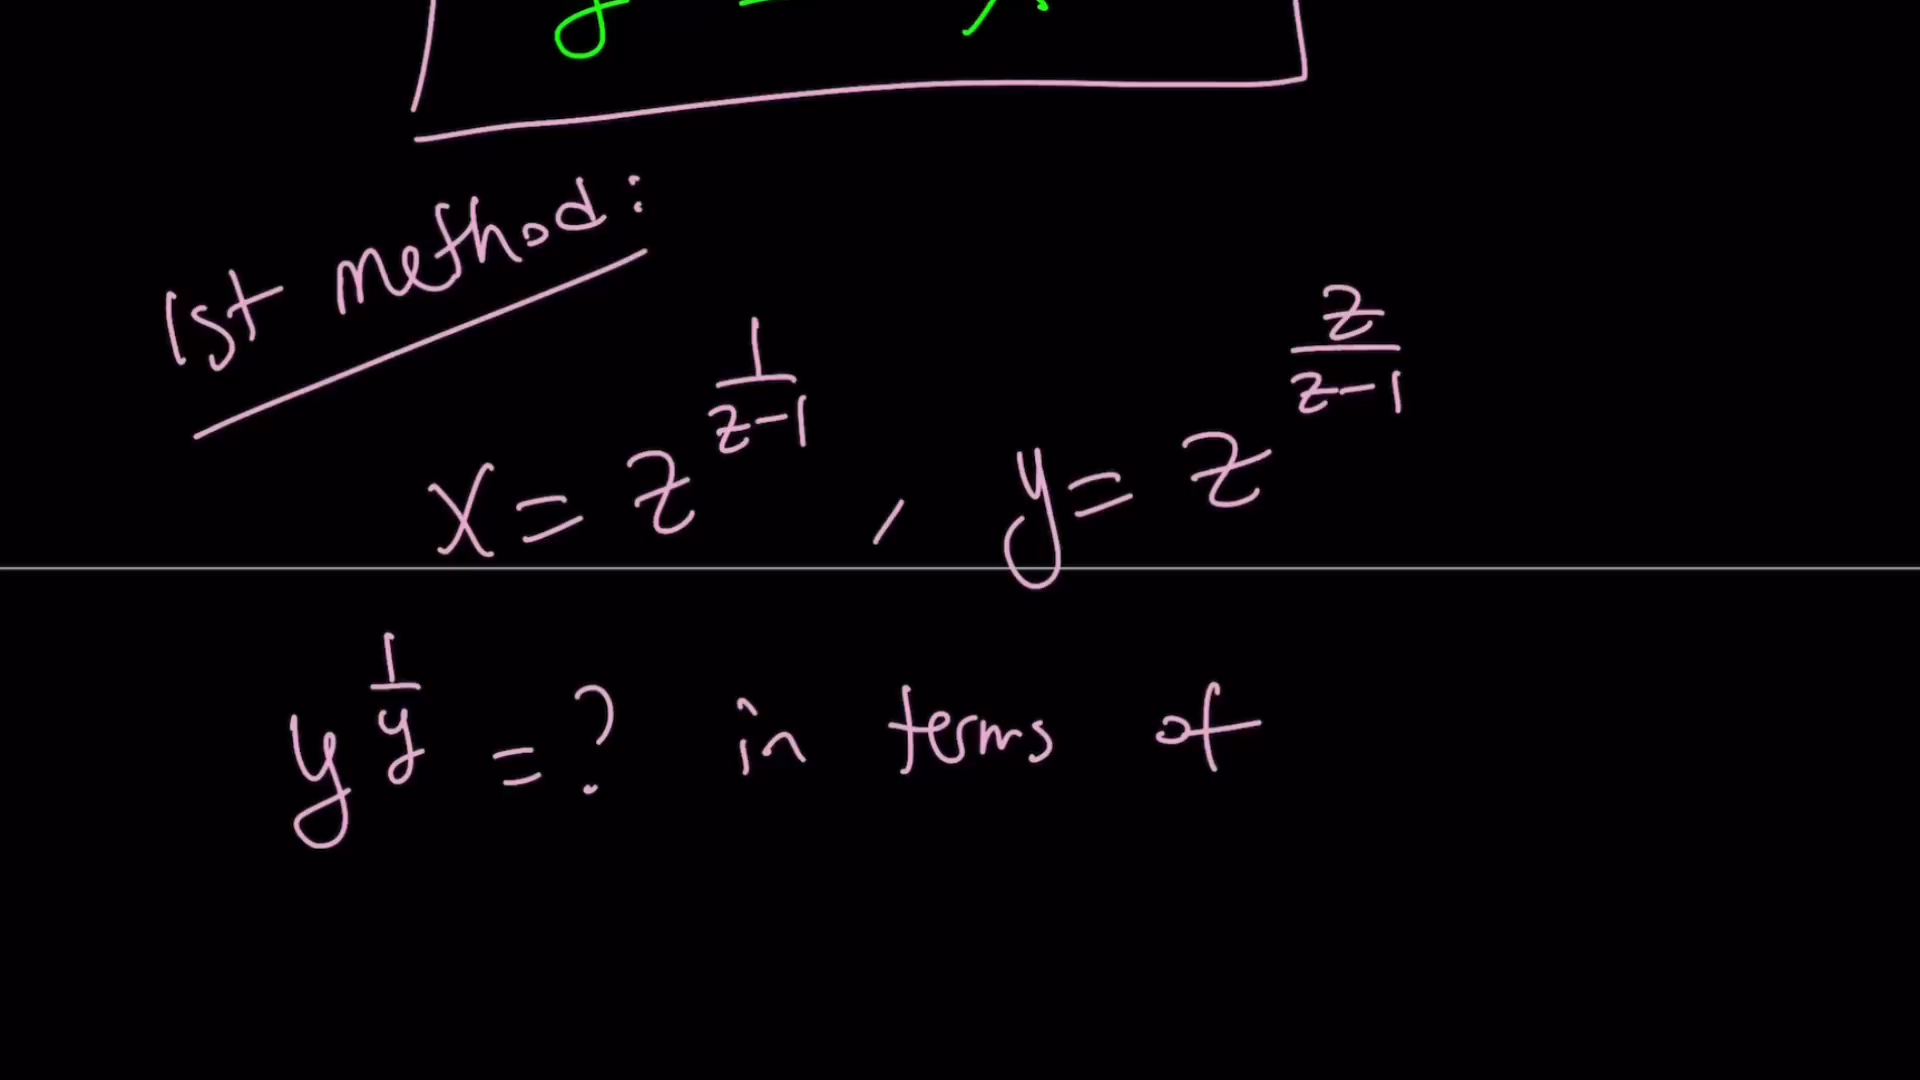 1st method:
x = z^(1/(z-1)) , y = z^(z/(z-1))
y^(1/y) = ? in terms of